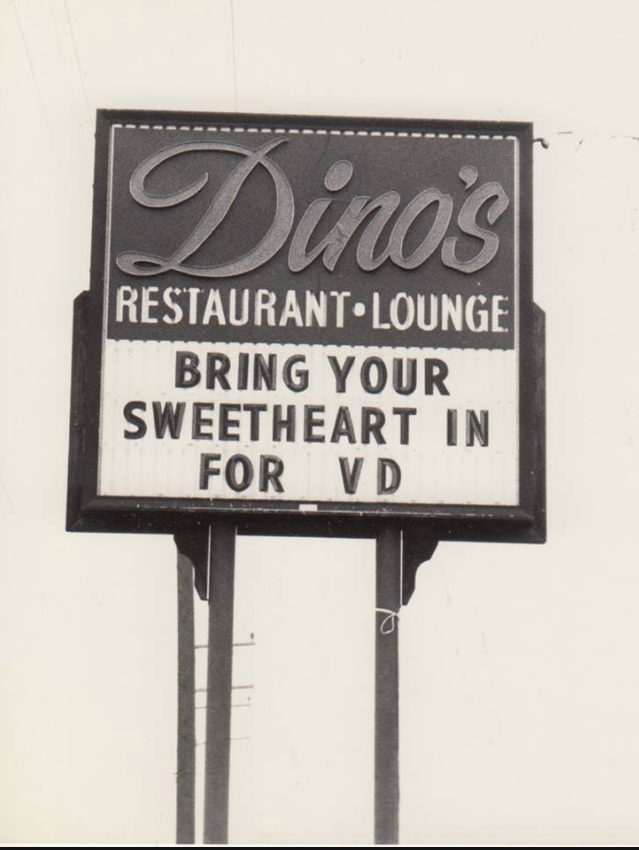 Dino's
RESTAURANT • LOUNGE
BRING YOUR
SWEETHEART IN
FOR VD